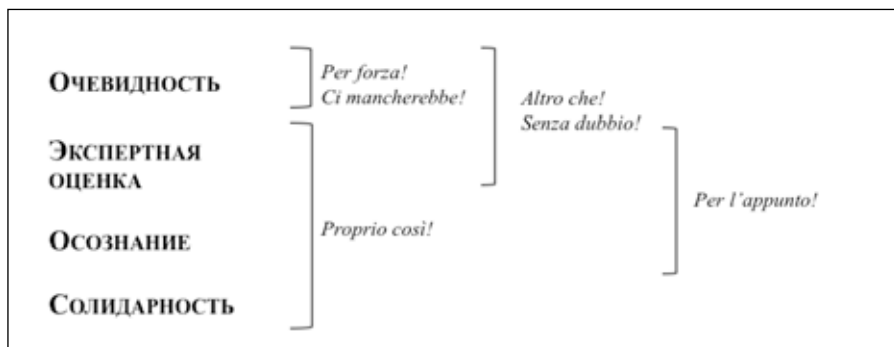 ОЧЕВИДНОСТЬ
Per forza!
Ci mancherebbe!
Altro che!
Senza dubbio!
ЭКСПЕРТНАЯ
ОЦЕНКА
Per l´appunto!
Proprio così!
ОСОЗНАНИЕ
СОЛИДАРНОСТЬ